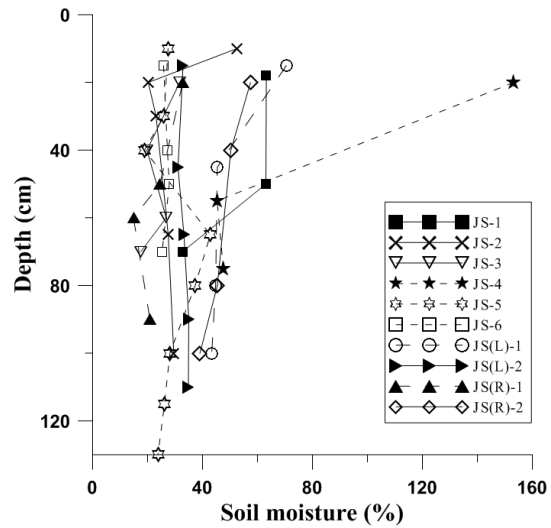 0
40
80
120
Depth (cm)
0 40 80 120 160
Soil moisture (%)
JS-1
JS-2
JS-3
JS-4
JS-5
JS-6
JS(L)-1
JS(L)-2
JS(R)-1
JS(R)-2